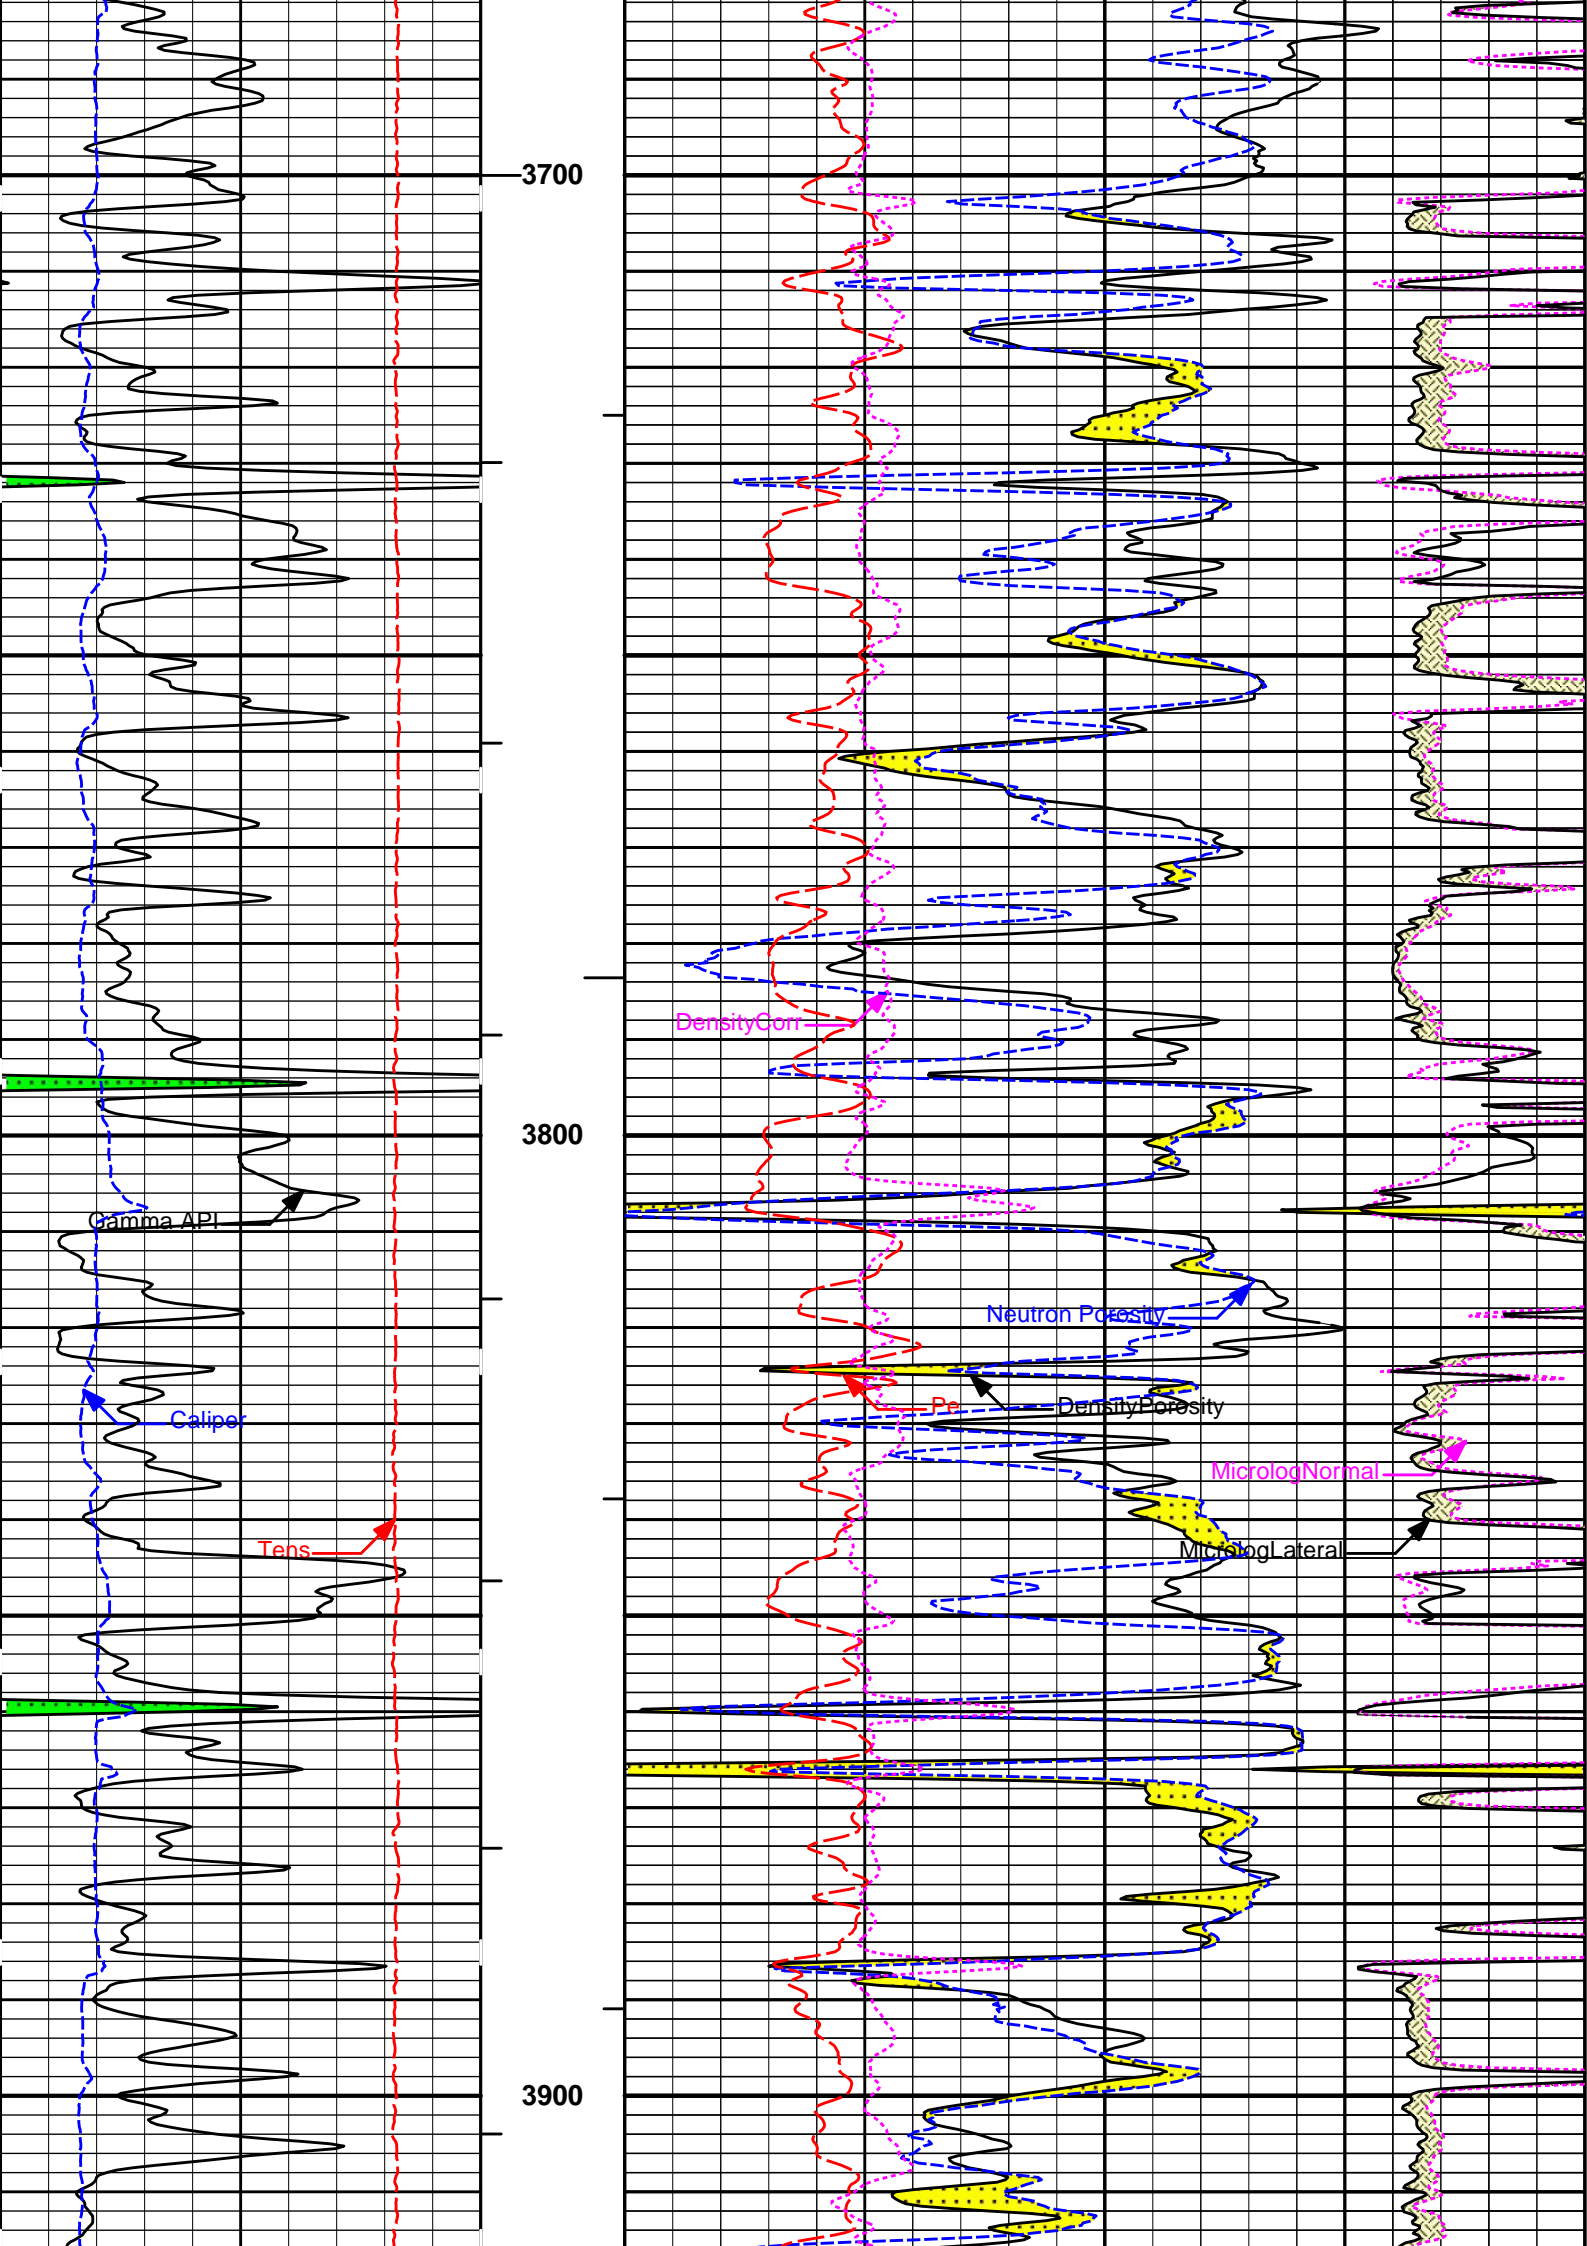 3700
DensityCorr
3800
Gamma API
Neutron Porosity
Pe
DensityPorosity
Caliper
MicrologNormal
Tens
MicrologLateral
3900